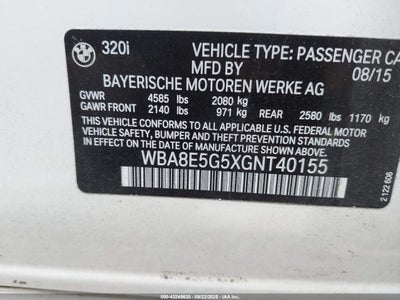 320i
VEHICLE TYPE: PASSENGER CA
MFD BY 08/15
BAYERISCHE MOTOREN WERKE AG
GVWR 4585 lbs 2080 kg
GAWR FRONT 2140 lbs 971 kg REAR 2580 lbs 1170 kg
THIS VEHICLE CONFORMS TO ALL APPLICABLE FEDERAL MOTOR
VEHICLE SAFETY, BUMPER AND THEFT PREVENTION STANDARDS
IN EFFECT ON THE DATE OF MANUFACTURE SHOWN ABOVE.
WBA8E5G5XGNT40155
2 122 606